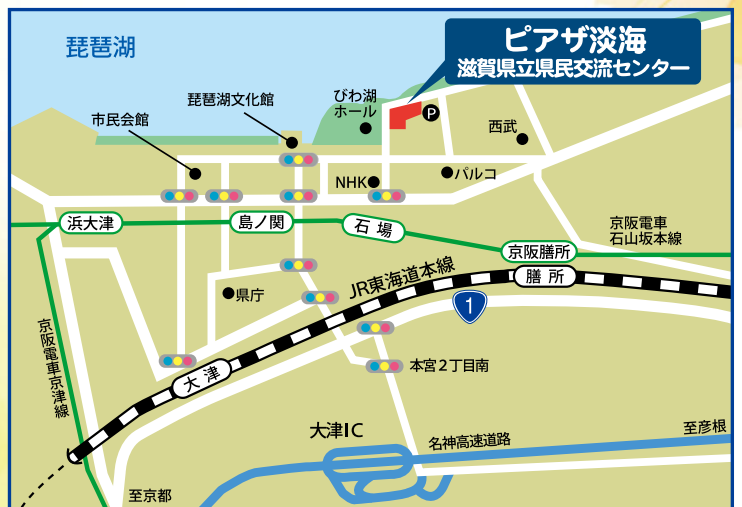 琵琶湖
ピアザ淡海
滋賀県立県民交流センター
琵琶湖文化館
びわ湖
ホール
P
市民会館
西武
NHK
パルコ
浜大津
島ノ関
石場
京阪膳所
京阪電車
石山坂本線
膳所
JR東海道本線
県庁
1
京阪電車京津線
大津
本宮2丁目南
大津IC
名神高速道路
至彦根
至京都